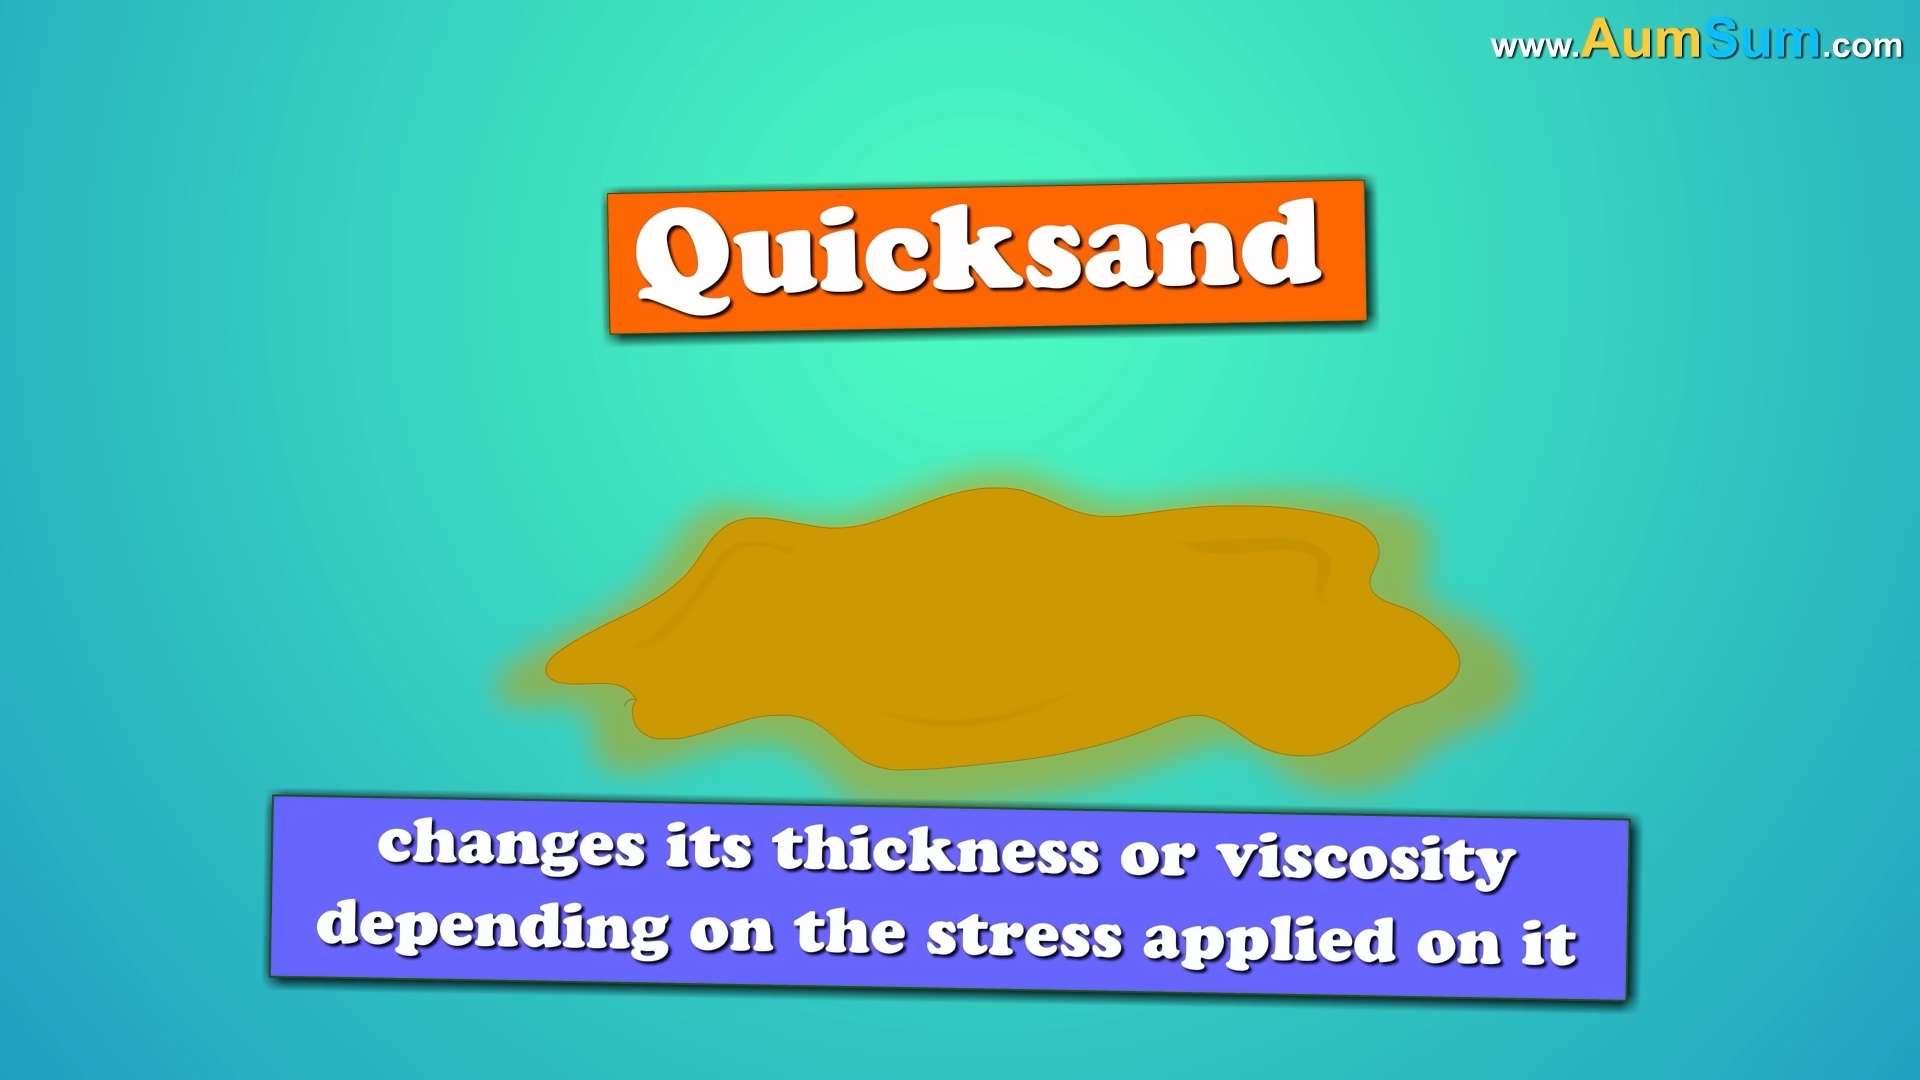 www.AumSum.com
Quicksand
changes its thickness or viscosity
depending on the stress applied on it